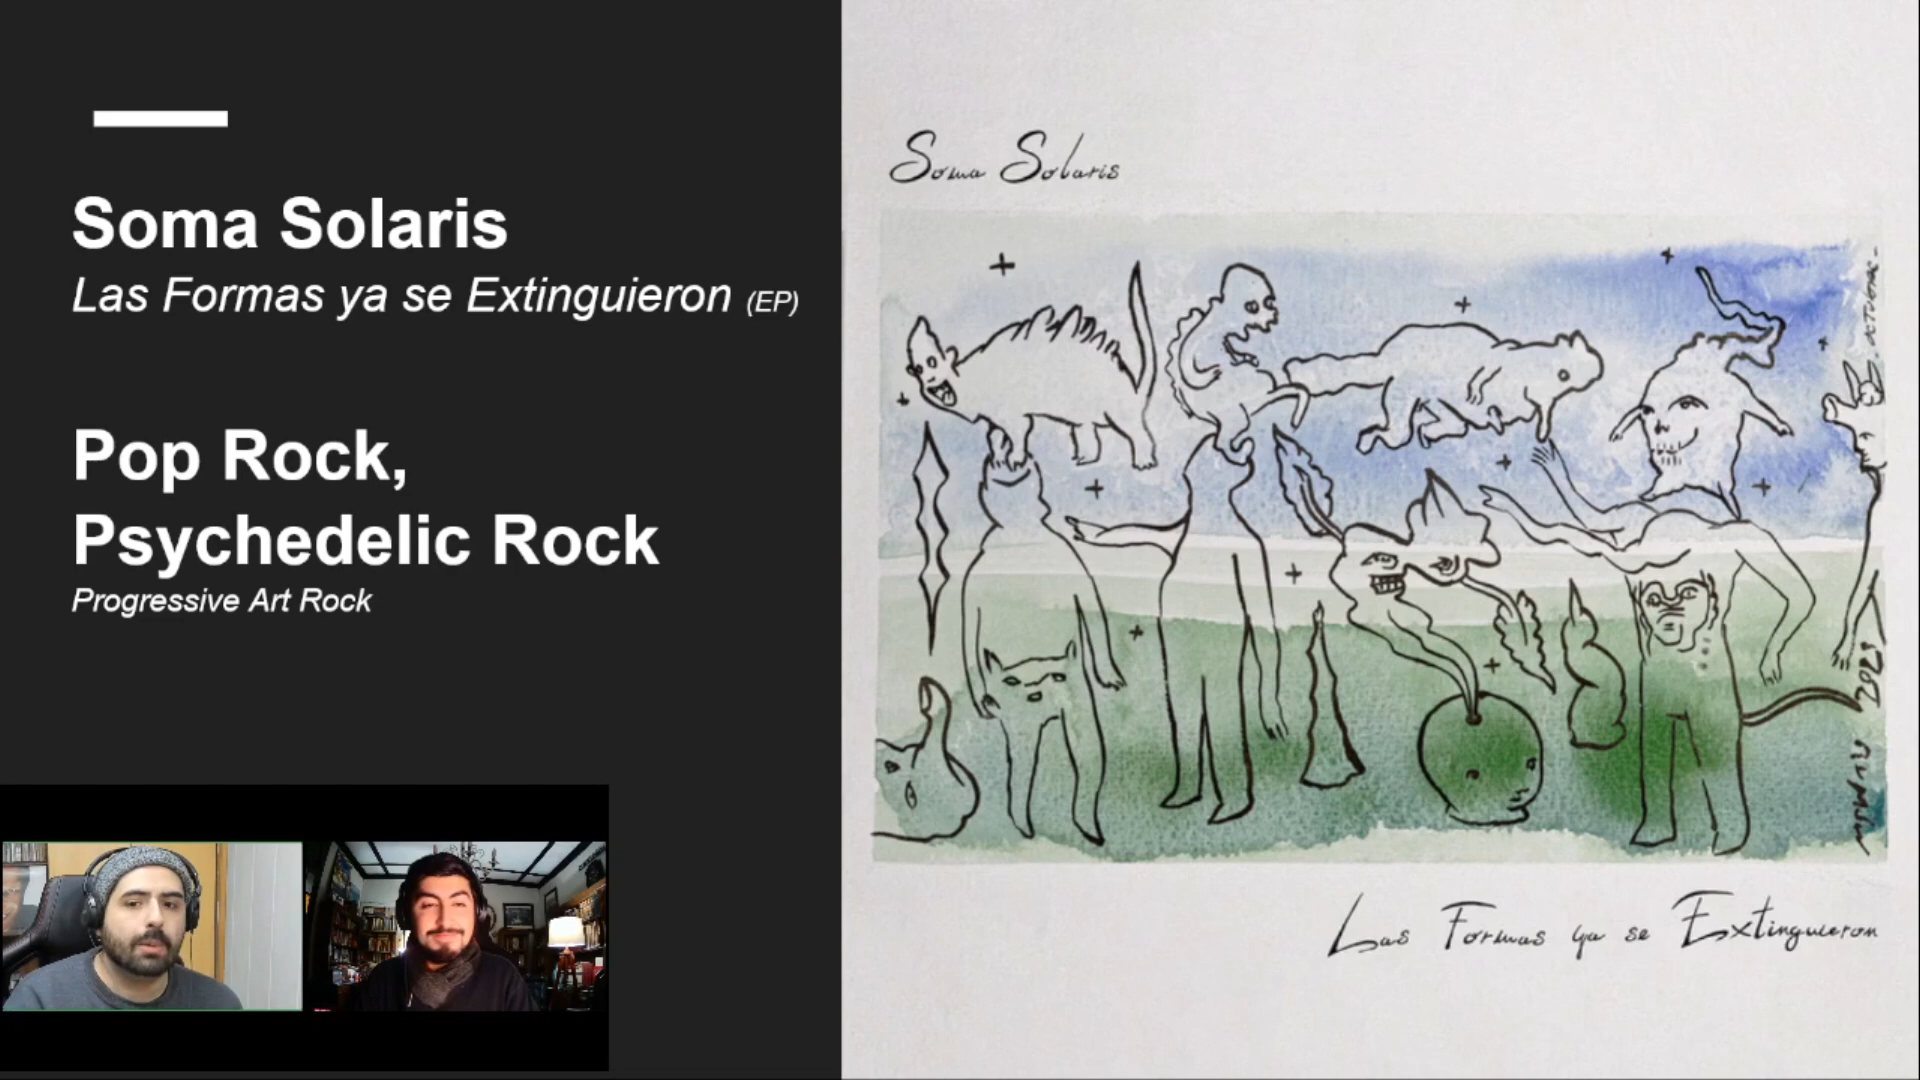 Soma Solaris
Las Formas ya se Extinguieron (EP)
Pop Rock,
Psychedelic Rock
Progressive Art Rock
Soma Solaris
2021
Las Formas ya se Extinguieron